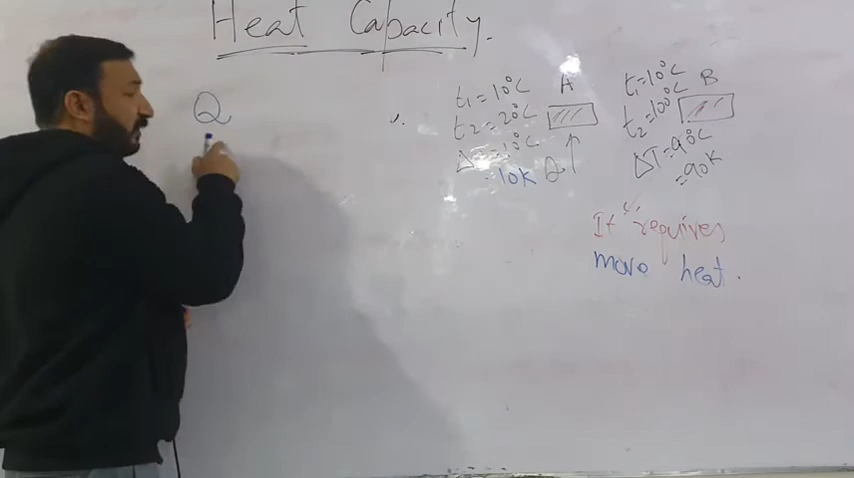 Heat Capacity.
Q
t₁=10°C A
t₂=20°C
ΔT=10°C
=10K Q
t₁=10°C B
t₂=100°C
ΔT=90°C
=90K
It requires
more heat.